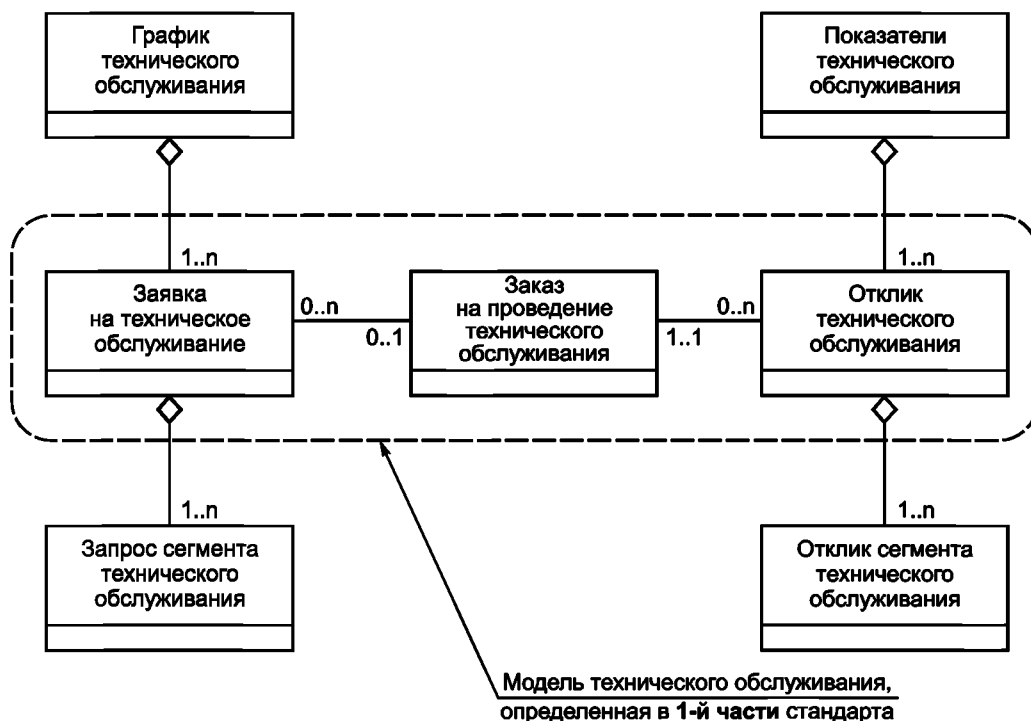 График
технического
обслуживания
Показатели
технического
обслуживания
1..n
1..n
Заявка
на техническое
обслуживание
0..n
0..1
Заказ
на проведение
технического
обслуживания
0..n
1..1
Отклик
технического
обслуживания
1..n
1..n
Запрос сегмента
технического
обслуживания
Отклик сегмента
технического
обслуживания
Модель технического обслуживания,
определенная в 1-й части стандарта